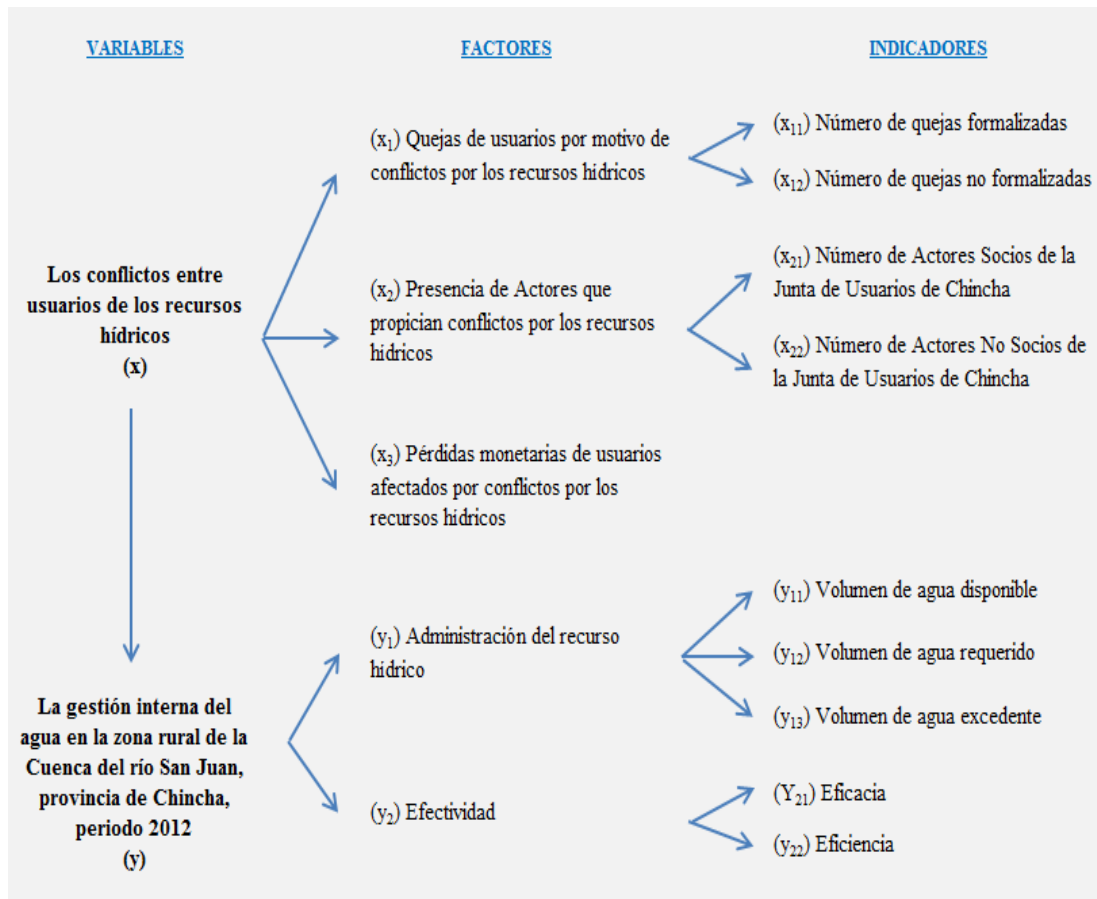 VARIABLES
FACTORES
INDICADORES
(x₁) Quejas de usuarios por motivo de
conflictos por los recursos hídricos
(x₁₁) Número de quejas formalizadas
(x₁₂) Número de quejas no formalizadas
Los conflictos entre
usuarios de los recursos
hídricos
(x)
(x₂) Presencia de Actores que
propician conflictos por los recursos
hídricos
(x₂₁) Número de Actores Socios de la
Junta de Usuarios de Chincha
(x₂₂) Número de Actores No Socios de
la Junta de Usuarios de Chincha
(x₃) Pérdidas monetarias de usuarios
afectados por conflictos por los
recursos hídricos
La gestión interna del
agua en la zona rural de la
Cuenca del río San Juan,
provincia de Chincha,
periodo 2012
(y)
(y₁) Administración del recurso
hídrico
(y₁₁) Volumen de agua disponible
(y₁₂) Volumen de agua requerido
(y₁₃) Volumen de agua excedente
(y₂) Efectividad
(Y₂₁) Eficacia
(y₂₂) Eficiencia